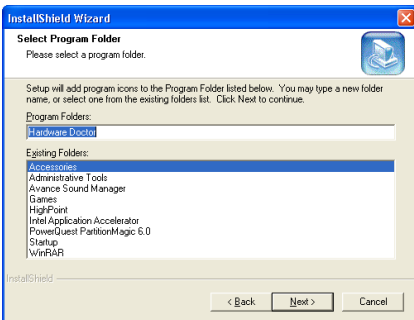 InstallShield Wizard
Select Program Folder
Please select a program folder.
Setup will add program icons to the Program Folder listed below. You may type a new folder
name, or select one from the existing folders list. Click Next to continue.
Program Folders:
Hardware Doctor
Existing Folders:
Accessories
Administrative Tools
Avance Sound Manager
Games
HighPoint
Intel Application Accelerator
PowerQuest PartitionMagic 6.0
Startup
WinRAR
InstallShield
< Back Next > Cancel